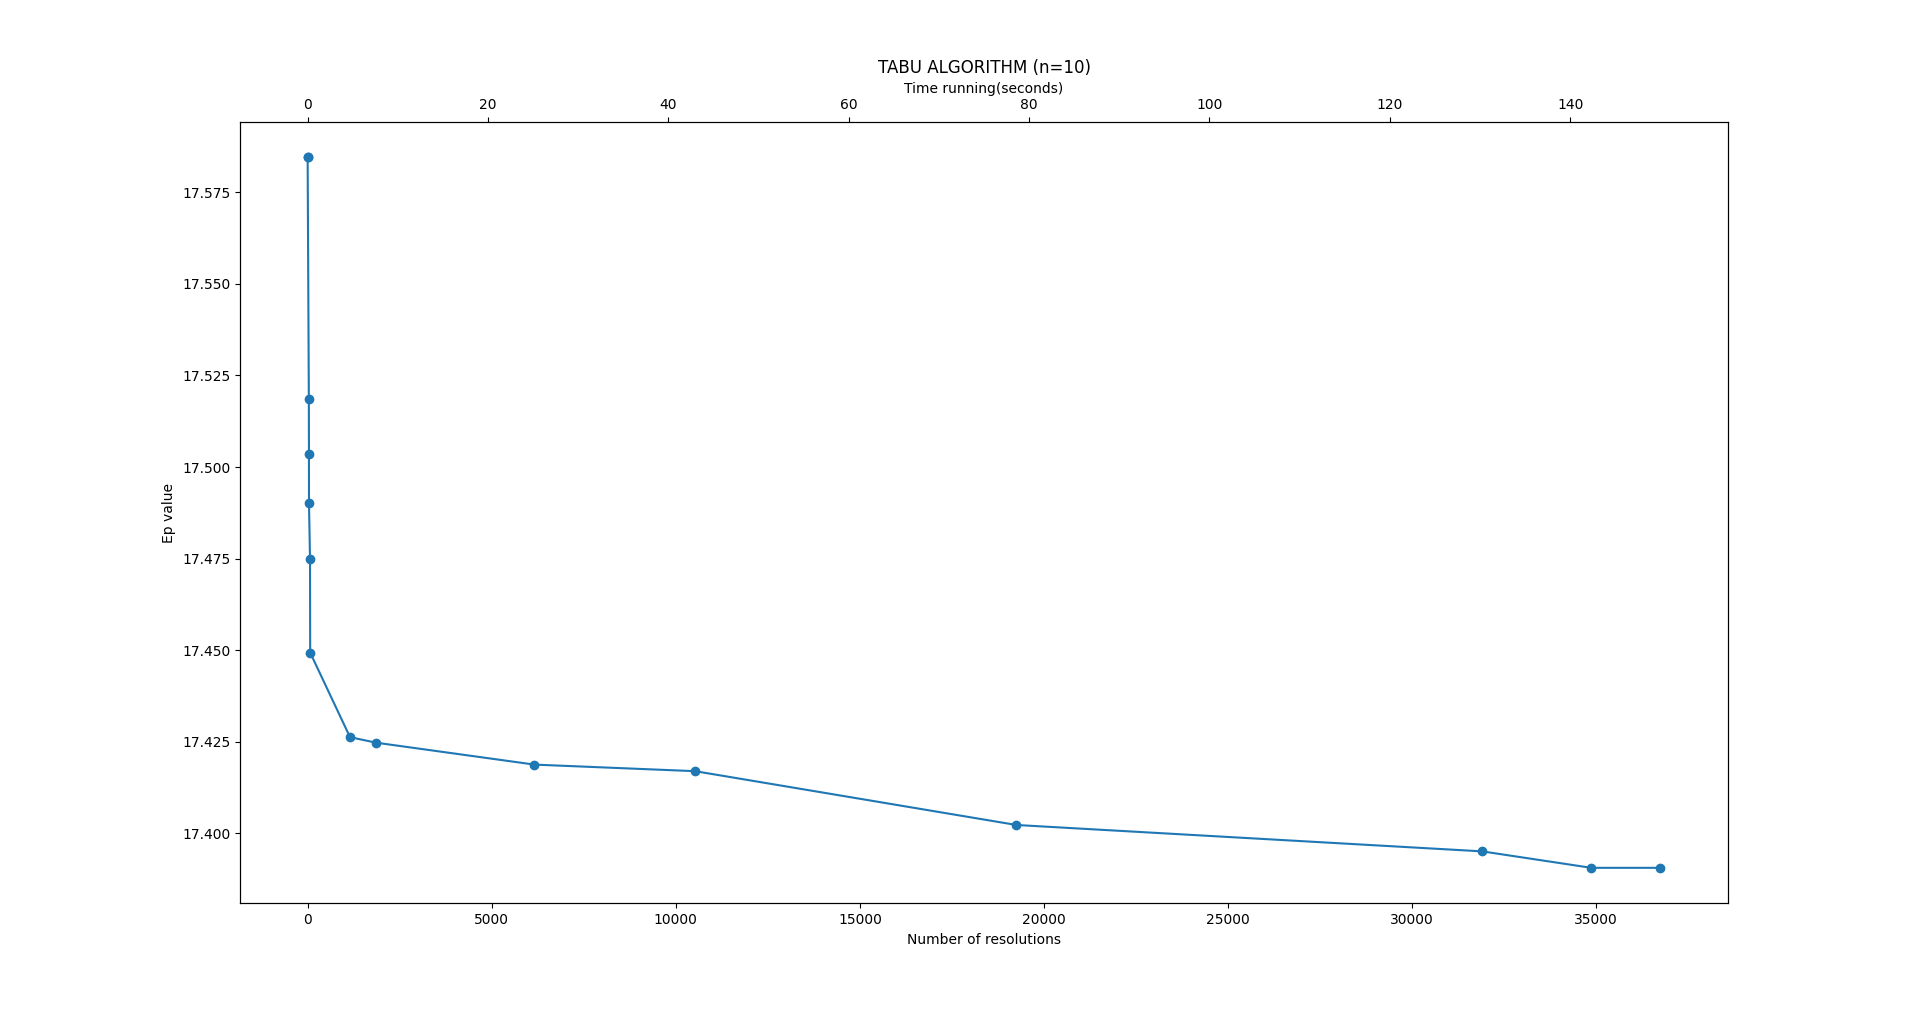 TABU ALGORITHM (n=10)
Time running(seconds)
0 20 40 60 80 100 120 140
17.575
17.550
17.525
17.500
17.475
17.450
17.425
17.400
Ep value
0 5000 10000 15000 20000 25000 30000 35000
Number of resolutions